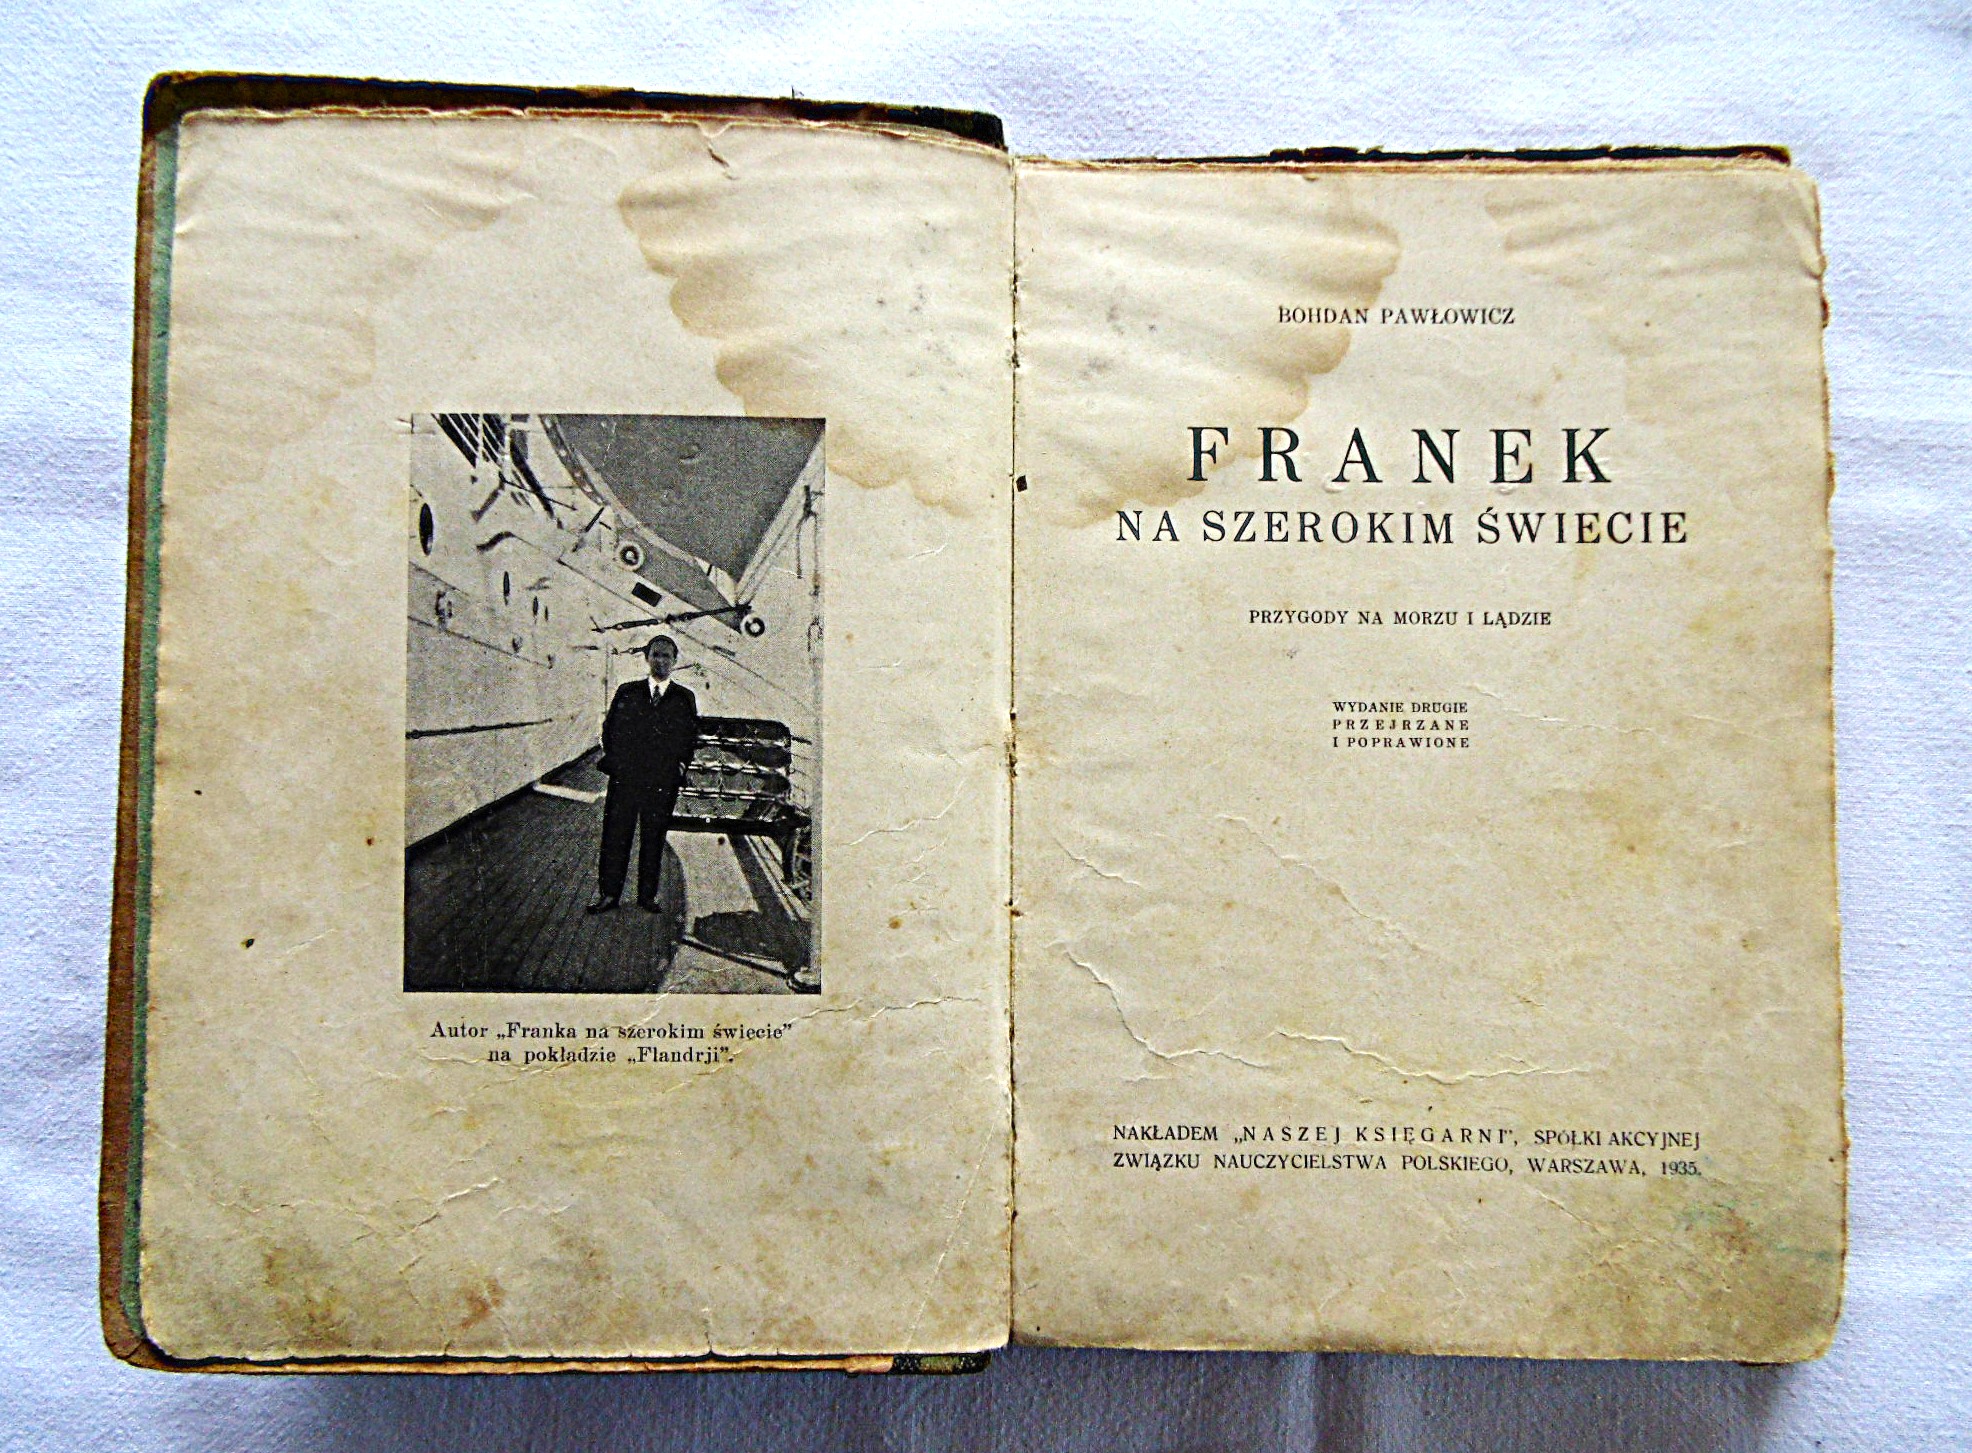 Autor „Franka na szerokim świecie”
na pokładzie „Flandrji”.
BOHDAN PAWŁOWICZ
FRANEK
NA SZEROKIM ŚWIECIE
PRZYGODY NA MORZU I LĄDZIE
WYDANIE DRUGIE
PRZEJRZANE
I POPRAWIONE
NAKŁADEM „NASZEJ KSIĘGARNI”, SPÓŁKI AKCYJNEJ
ZWIĄZKU NAUCZYCIELSTWA POLSKIEGO, WARSZAWA, 1935.